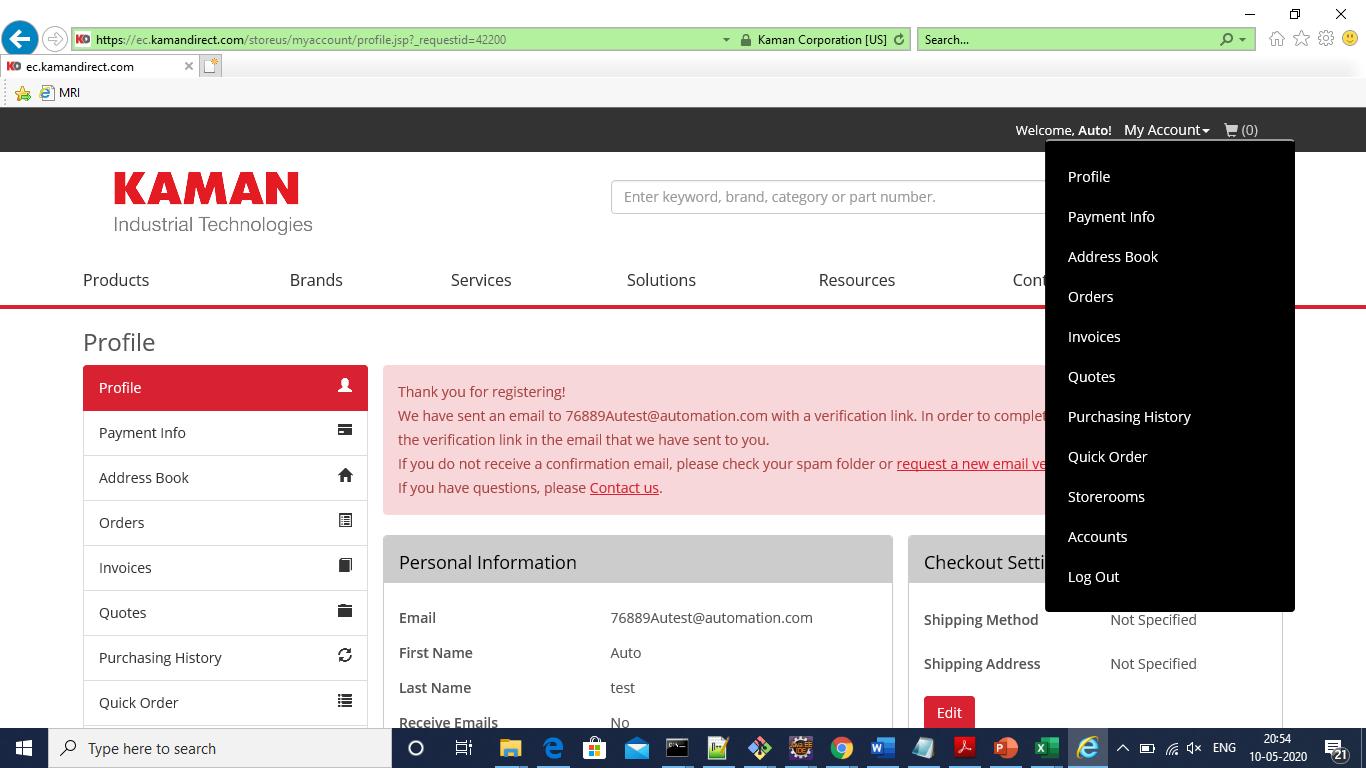 https://ec.kamandirect.com/storeus/myaccount/profile.jsp?_requestid=42200
Kaman Corporation [US]
Search...
ec.kamandirect.com
MRI
Welcome, Auto!
My Account
(0)
KAMAN
Industrial Technologies
Enter keyword, brand, category or part number.
Products
Brands
Services
Solutions
Resources
Cont
Profile
Payment Info
Address Book
Orders
Invoices
Quotes
Purchasing History
Quick Order
Storerooms
Accounts
Log Out
Profile
Profile
Payment Info
Address Book
Orders
Invoices
Quotes
Purchasing History
Quick Order
Thank you for registering!
We have sent an email to 76889Autest@automation.com with a verification link. In order to complet
the verification link in the email that we have sent to you.
If you do not receive a confirmation email, please check your spam folder or request a new email ve
If you have questions, please Contact us.
Personal Information
Email 76889Autest@automation.com
First Name Auto
Last Name test
Receive Emails No
Checkout Setti
Shipping Method Not Specified
Shipping Address Not Specified
Edit
Type here to search
ENG
20:54
10-05-2020
21